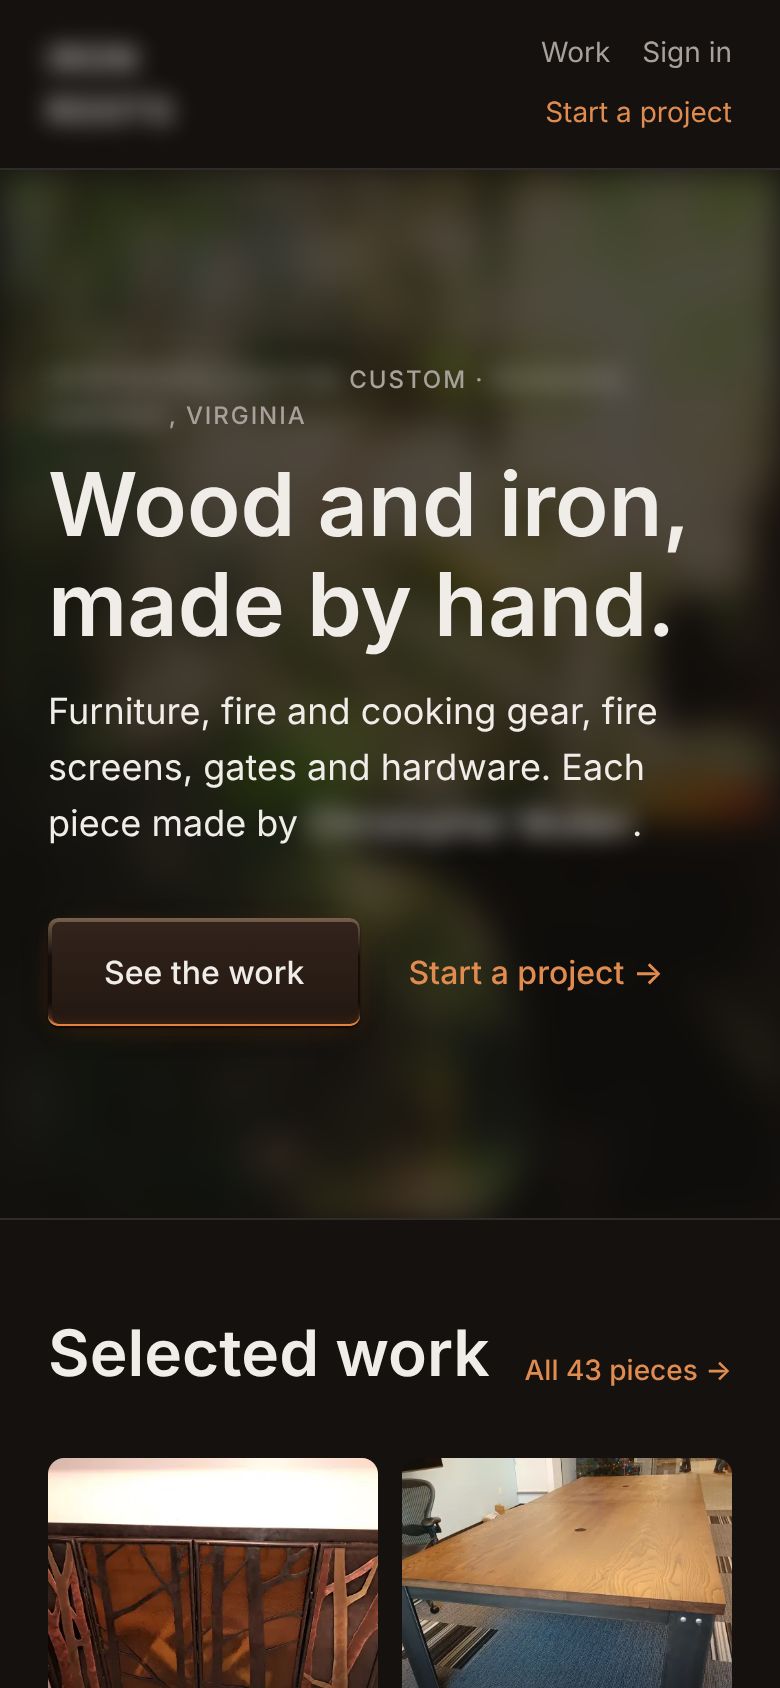 Work Sign in
Start a project
CUSTOM ·
, VIRGINIA
Wood and iron,
made by hand.
Furniture, fire and cooking gear, fire
screens, gates and hardware. Each
piece made by .
See the work
Start a project →
Selected work
All 43 pieces →